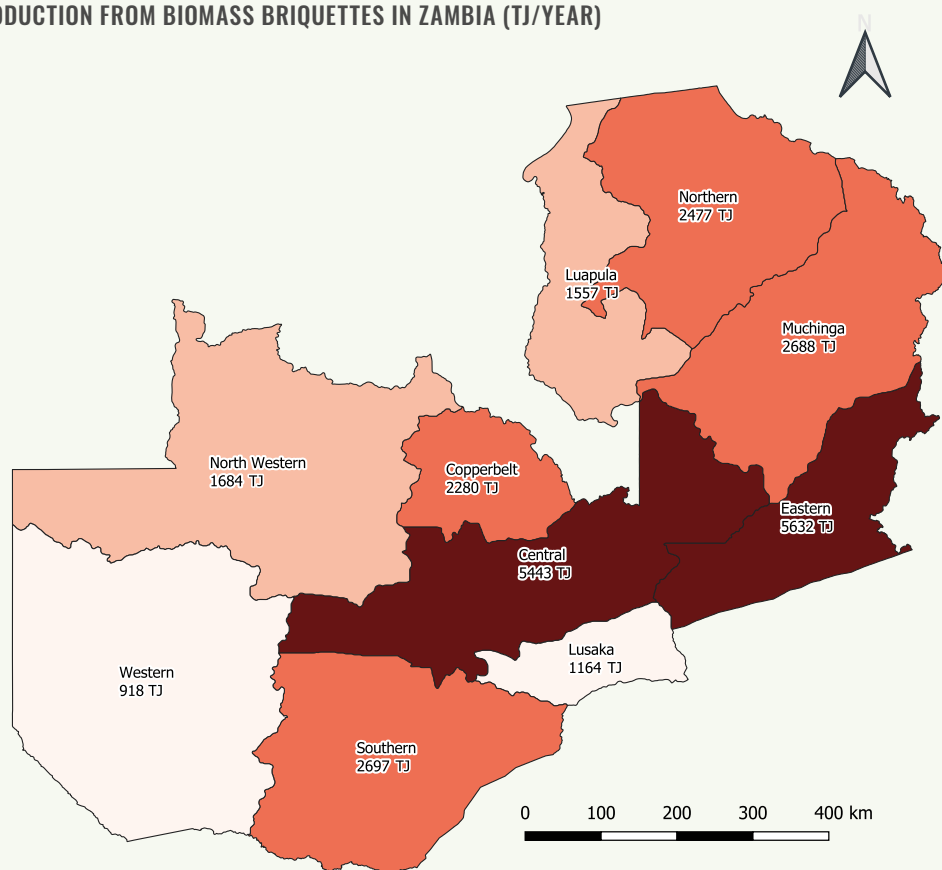 ODUCTION FROM BIOMASS BRIQUETTES IN ZAMBIA (TJ/YEAR)
N
Northern
2477 TJ
Luapula
1557 TJ
Muchinga
2688 TJ
North Western
1684 TJ
Copperbelt
2280 TJ
Eastern
5632 TJ
Central
5443 TJ
Lusaka
1164 TJ
Western
918 TJ
Southern
2697 TJ
0 100 200 300 400 km